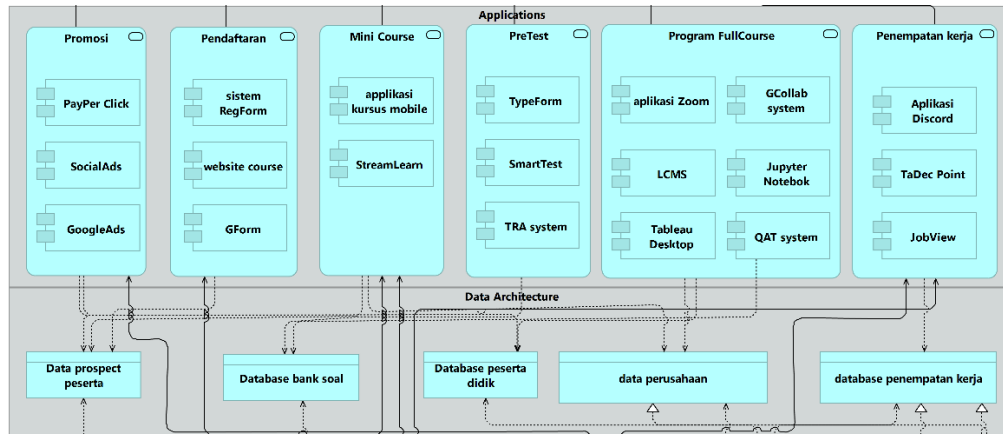 Applications
Promosi
PayPer Click
SocialAds
GoogleAds
Pendaftaran
sistem
RegForm
website course
GForm
Mini Course
applikasi
kursus mobile
StreamLearn
PreTest
TypeForm
SmartTest
TRA system
Program FullCourse
aplikasi Zoom
GCollab
system
LCMS
Jupyter
Notebok
Tableau
Desktop
QAT system
Penempatan kerja
Aplikasi
Discord
TaDec Point
JobView
Data Architecture
Data prospect
peserta
Database bank soal
Database peserta
didik
data perusahaan
database penempatan kerja